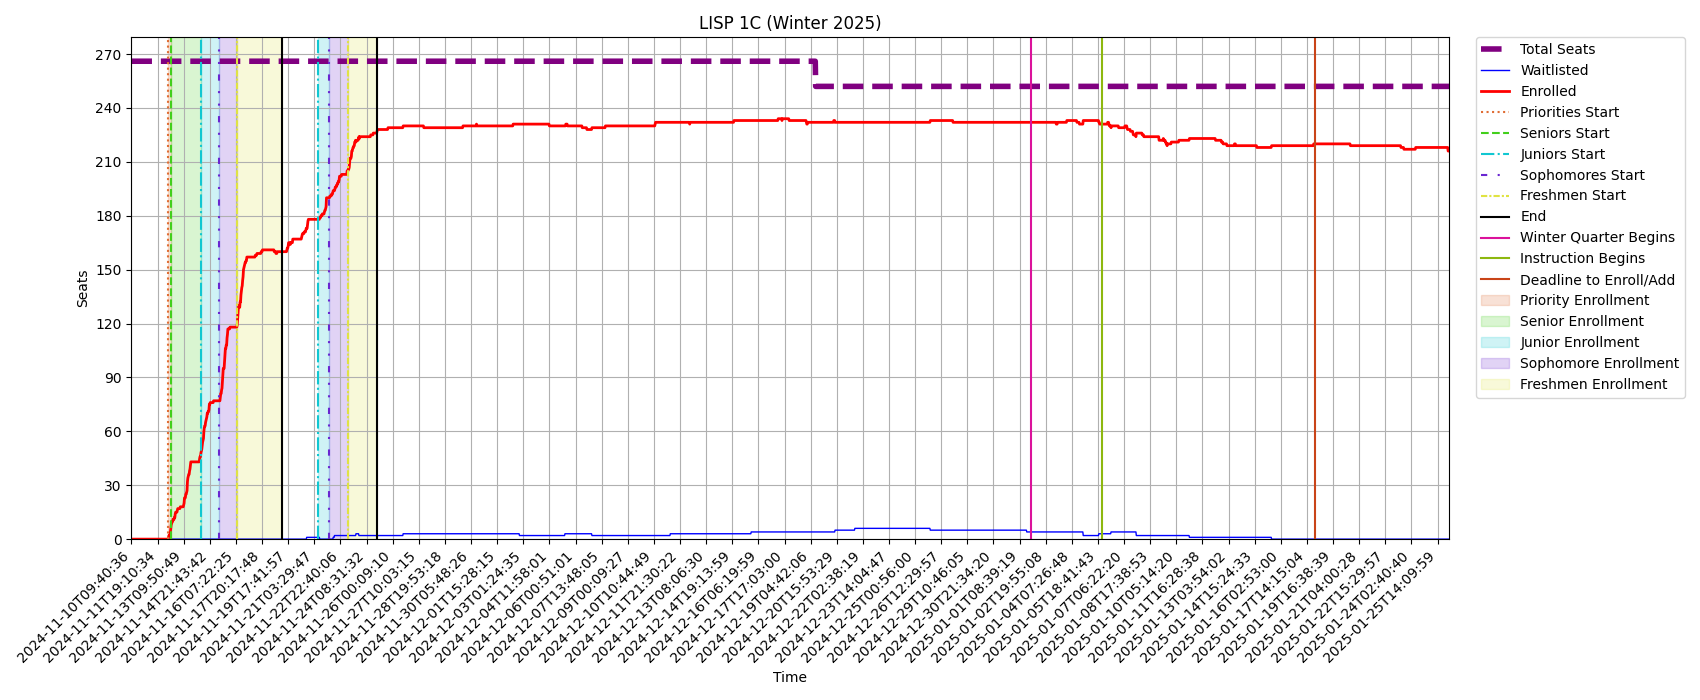 LISP 1C (Winter 2025)
270
240
210
180
150
120
90
60
30
0
Seats
2024-11-10T09:40:36
2024-11-11T19:10:34
2024-11-13T09:50:49
2024-11-14T21:43:42
2024-11-16T07:22:25
2024-11-17T20:17:48
2024-11-19T17:41:57
2024-11-21T03:29:47
2024-11-22T22:40:06
2024-11-24T08:31:32
2024-11-26T00:09:10
2024-11-27T10:03:15
2024-11-28T19:53:18
2024-11-30T05:48:26
2024-12-01T15:28:15
2024-12-03T01:24:35
2024-12-04T11:58:01
2024-12-06T00:51:01
2024-12-07T13:48:05
2024-12-09T00:09:27
2024-12-10T10:44:49
2024-12-11T21:30:22
2024-12-13T08:06:30
2024-12-14T19:13:59
2024-12-16T06:19:59
2024-12-17T17:03:00
2024-12-19T04:42:06
2024-12-20T15:53:29
2024-12-22T02:38:19
2024-12-23T14:04:47
2024-12-25T00:56:00
2024-12-26T12:29:57
2024-12-29T10:46:05
2024-12-30T21:34:20
2025-01-01T08:39:19
2025-01-02T19:55:08
2025-01-04T07:26:48
2025-01-05T18:41:43
2025-01-07T06:22:20
2025-01-08T17:38:53
2025-01-10T05:14:20
2025-01-11T16:28:38
2025-01-13T03:54:02
2025-01-14T15:24:33
2025-01-16T02:53:00
2025-01-17T14:15:04
2025-01-19T16:38:39
2025-01-21T04:00:28
2025-01-22T15:29:57
2025-01-24T02:40:40
2025-01-25T14:09:59
Time
Total Seats
Waitlisted
Enrolled
Priorities Start
Seniors Start
Juniors Start
Sophomores Start
Freshmen Start
End
Winter Quarter Begins
Instruction Begins
Deadline to Enroll/Add
Priority Enrollment
Senior Enrollment
Junior Enrollment
Sophomore Enrollment
Freshmen Enrollment